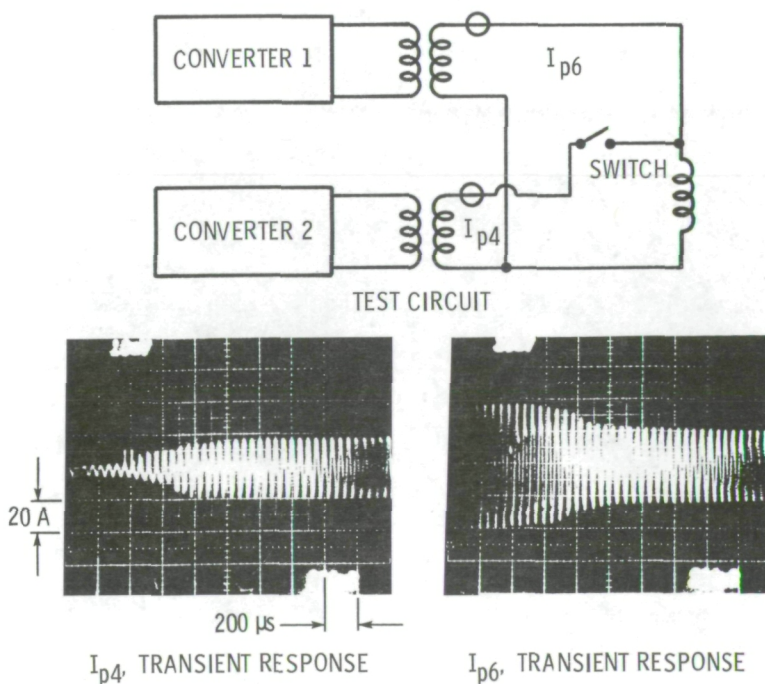 CONVERTER 1
I p6
SWITCH
CONVERTER 2
I p4
TEST CIRCUIT
20 A
200 μs
I p4, TRANSIENT RESPONSE
I p6, TRANSIENT RESPONSE